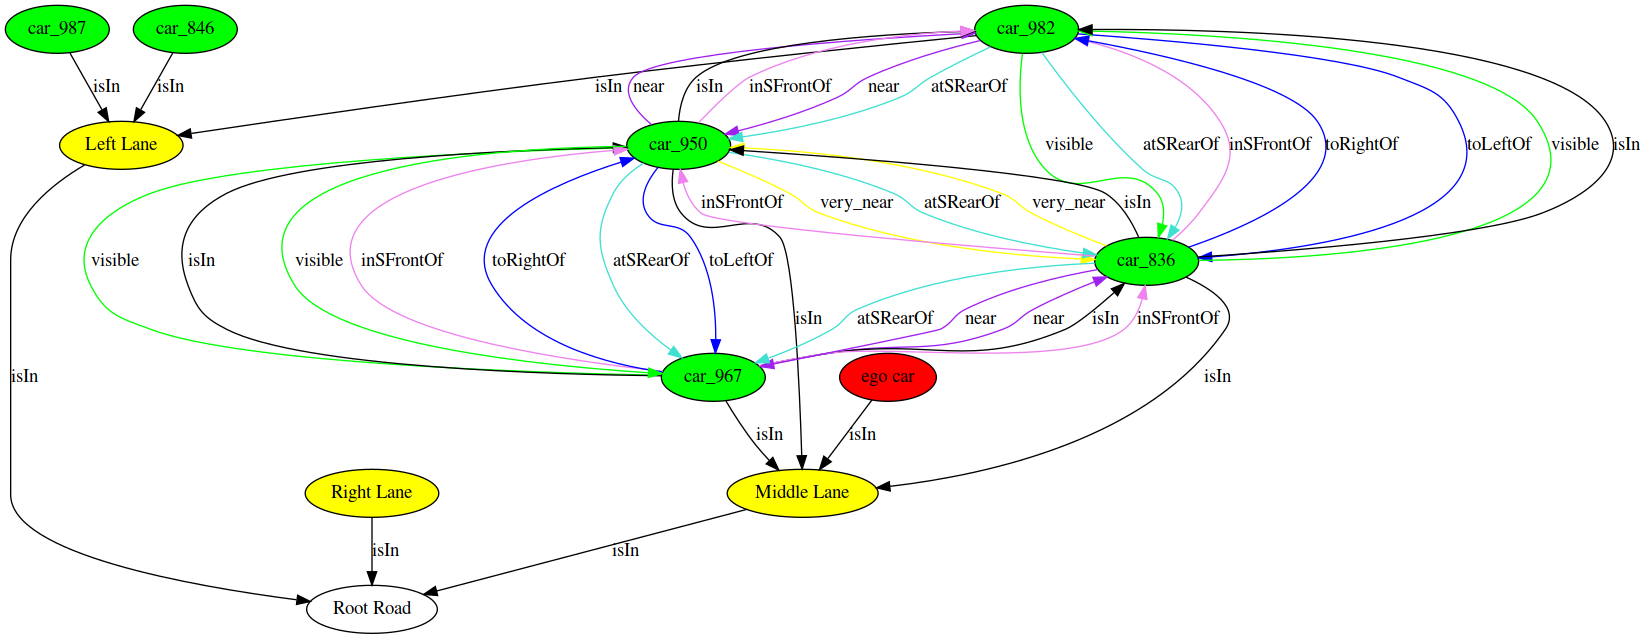 car_987
car_846
car_982
isIn
isIn
isIn
near
isIn
inSFrontOf
near
atSRearOf
Left Lane
car_950
visible
atSRearOf
inSFrontOf
toRightOf
toLeftOf
visible
isIn
inSFrontOf
very_near
atSRearOf
very_near
isIn
visible
isIn
visible
inSFrontOf
toRightOf
atSRearOf
toLeftOf
car_836
isIn
atSRearOf
near
near
isIn
inSFrontOf
isIn
car_967
ego car
isIn
isIn
isIn
Right Lane
Middle Lane
isIn
isIn
Root Road